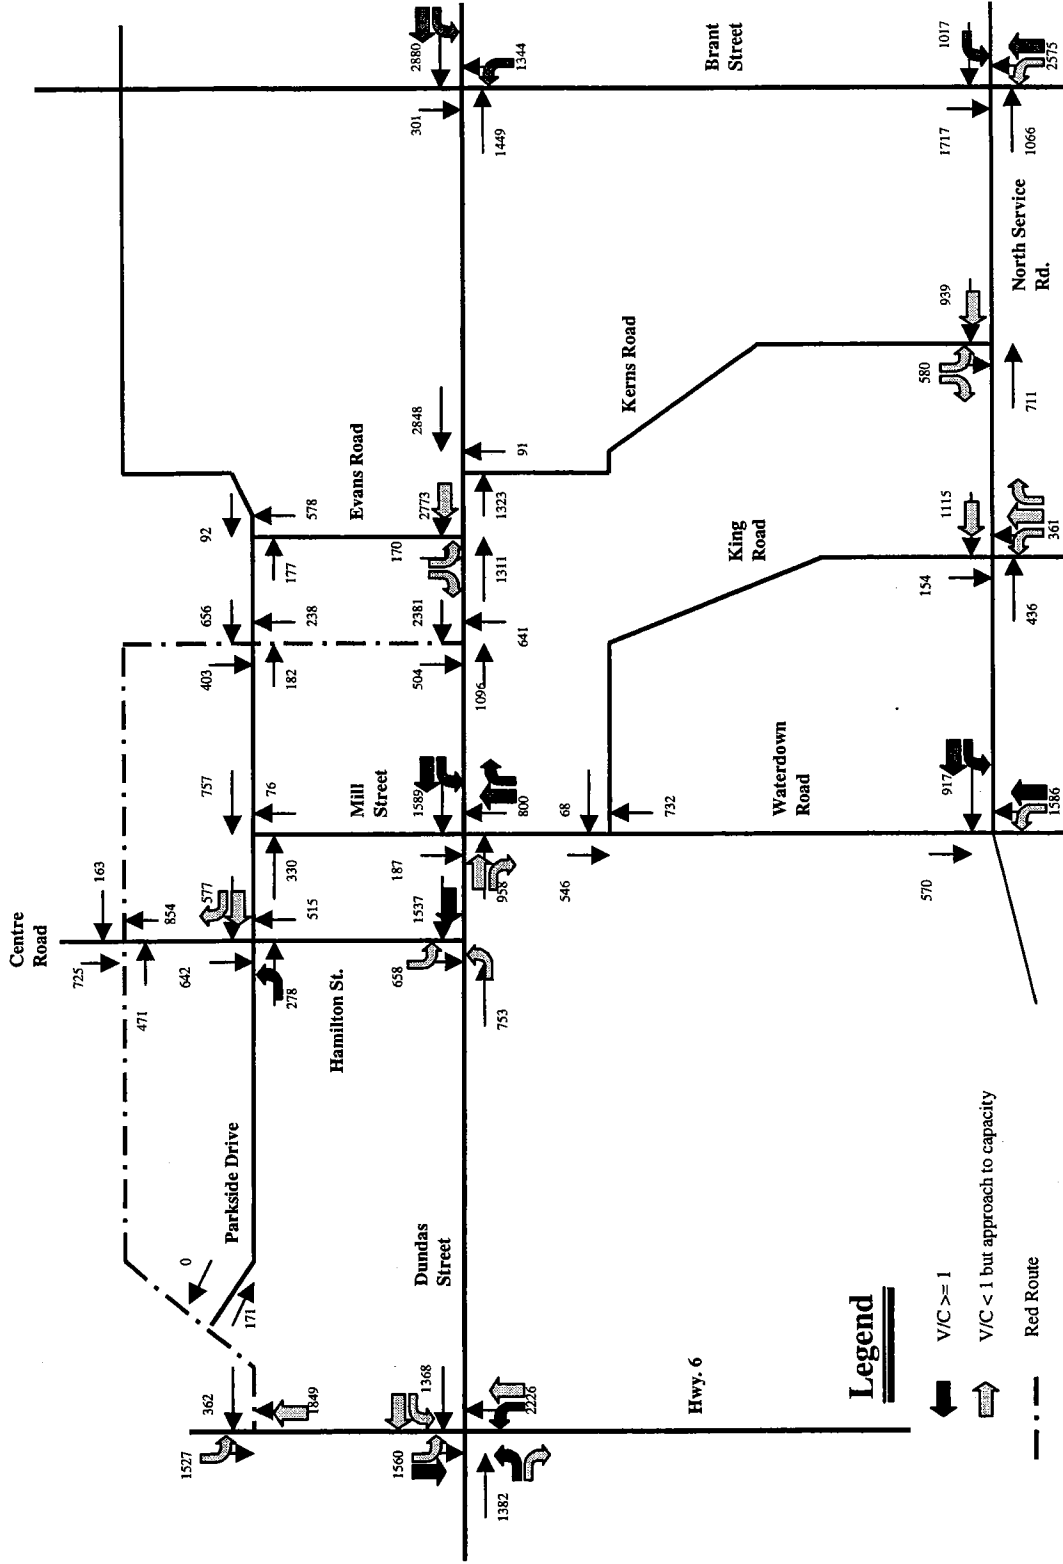 Centre
Road
725
163
471
854
1527
362
0
642
577
757
403
656
92
Parkside Drive
171
1849
278
515
330
76
182
238
177
578
Hamilton St.
Mill
Street
Evans Road
1560
1368
Dundas
Street
658
1537
187
1589
504
2381
170
2773
2848
301
2880
1382
2226
753
958
800
1096
641
1311
1323
91
1449
1344
546
68
732
Kerns Road
Hwy. 6
Waterdown
Road
King
Road
Brant
Street
570
917
154
1115
580
939
1717
1017
1586
436
361
711
North Service
Rd.
1066
2575
Legend
V/C >= 1
V/C < 1 but approach to capacity
Red Route